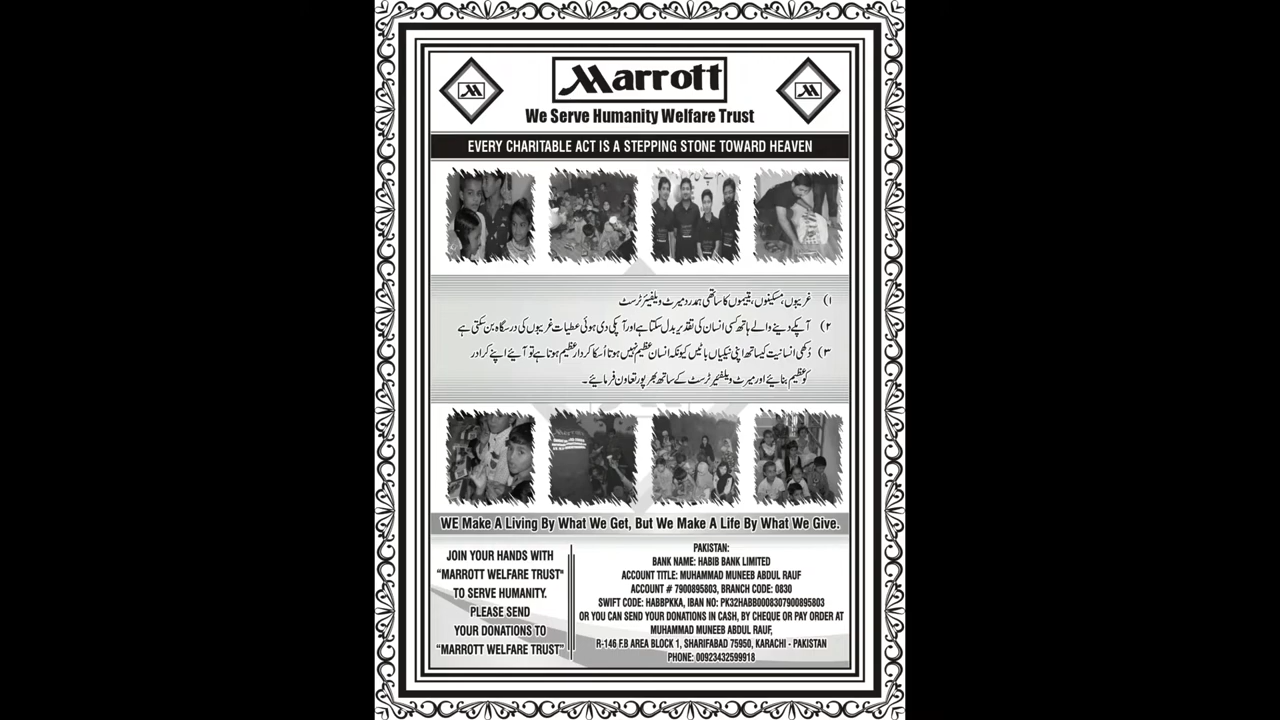 Marrott
We Serve Humanity Welfare Trust
EVERY CHARITABLE ACT IS A STEPPING STONE TOWARD HEAVEN
۱) غریبوں، مسکینوں، یتیموں کا ساتھی ہمدرد میرٹ ویلفیئر ٹرسٹ
۲) آپکے دینے والے ہاتھ کسی انسان کی تقدیر بدل سکتا ہے اور آپکی دی ہوئی عطیات غریبوں کی درسگاہ بن سکتی ہے
۳) دُکھی انسانیت کیساتھ اپنی نیکیاں بانٹیں کیونکہ انسان عظیم نہیں ہوتا اُسکا کردار عظیم ہوتا ہے تو آیئے اپنے کرادر
کو عظیم بنایئے اور میرٹ ویلفیئر ٹرسٹ کے ساتھ بھرپور تعاون فرمایئے۔
Marrott
WE Make A Living By What We Get, But We Make A Life By What We Give.
JOIN YOUR HANDS WITH
“MARROTT WELFARE TRUST”
TO SERVE HUMANITY.
PLEASE SEND
YOUR DONATIONS TO
“MARROTT WELFARE TRUST”
PAKISTAN:
BANK NAME: HABIB BANK LIMITED
ACCOUNT TITLE: MUHAMMAD MUNEEB ABDUL RAUF
ACCOUNT # 7900895803, BRANCH CODE: 0830
SWIFT CODE: HABBPKKA, IBAN NO: PK32HABB0008307900895803
OR YOU CAN SEND YOUR DONATIONS IN CASH, BY CHEQUE OR PAY ORDER AT
MUHAMMAD MUNEEB ABDUL RAUF,
R-146 F.B AREA BLOCK 1, SHARIFABAD 75950, KARACHI - PAKISTAN
PHONE: 00923432599918